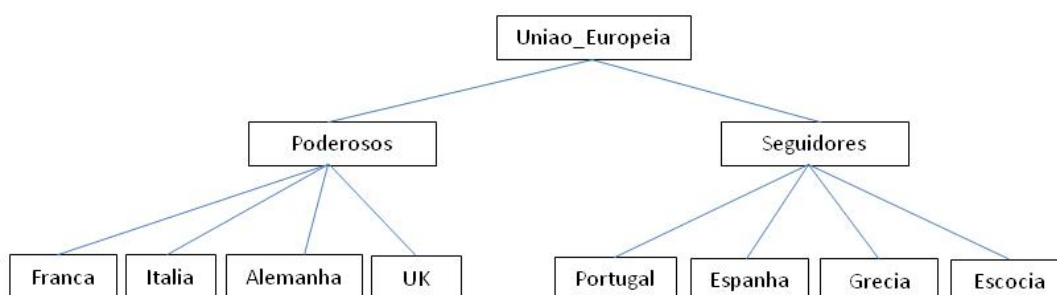 Uniao_Europeia
Poderosos
Seguidores
Franca
Italia
Alemanha
UK
Portugal
Espanha
Grecia
Escocia